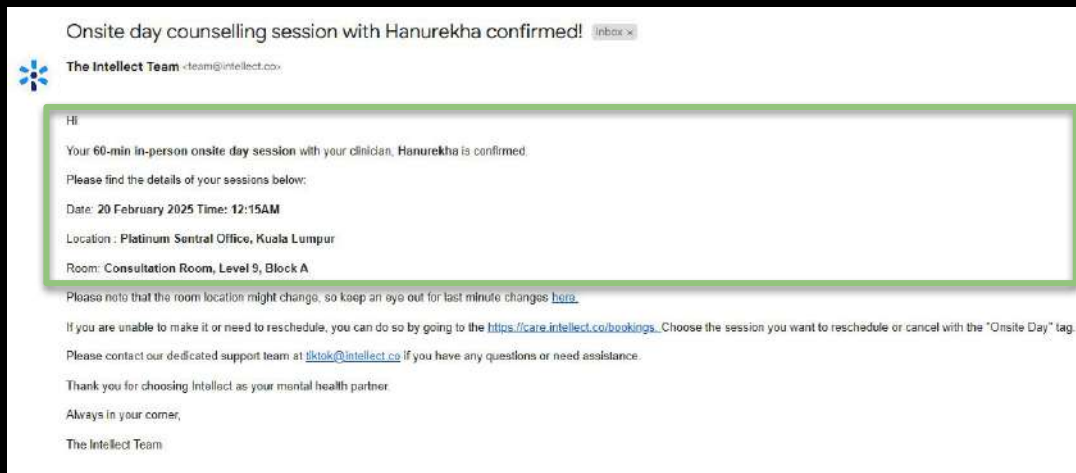 Onsite day counselling session with Hanurekha confirmed! Inbox x
The Intellect Team <team@intellect.co>
Hi
Your 60-min in-person onsite day session with your clinician, Hanurekha is confirmed.
Please find the details of your sessions below:
Date: 20 February 2025 Time: 12:15AM
Location : Platinum Sentral Office, Kuala Lumpur
Room: Consultation Room, Level 9, Block A
Please note that the room location might change, so keep an eye out for last minute changes here.
If you are unable to make it or need to reschedule, you can do so by going to the https://care.intellect.co/bookings. Choose the session you want to reschedule or cancel with the "Onsite Day" tag.
Please contact our dedicated support team at tiktok@intellect.co if you have any questions or need assistance.
Thank you for choosing Intellect as your mental health partner.
Always in your corner,
The Intellect Team